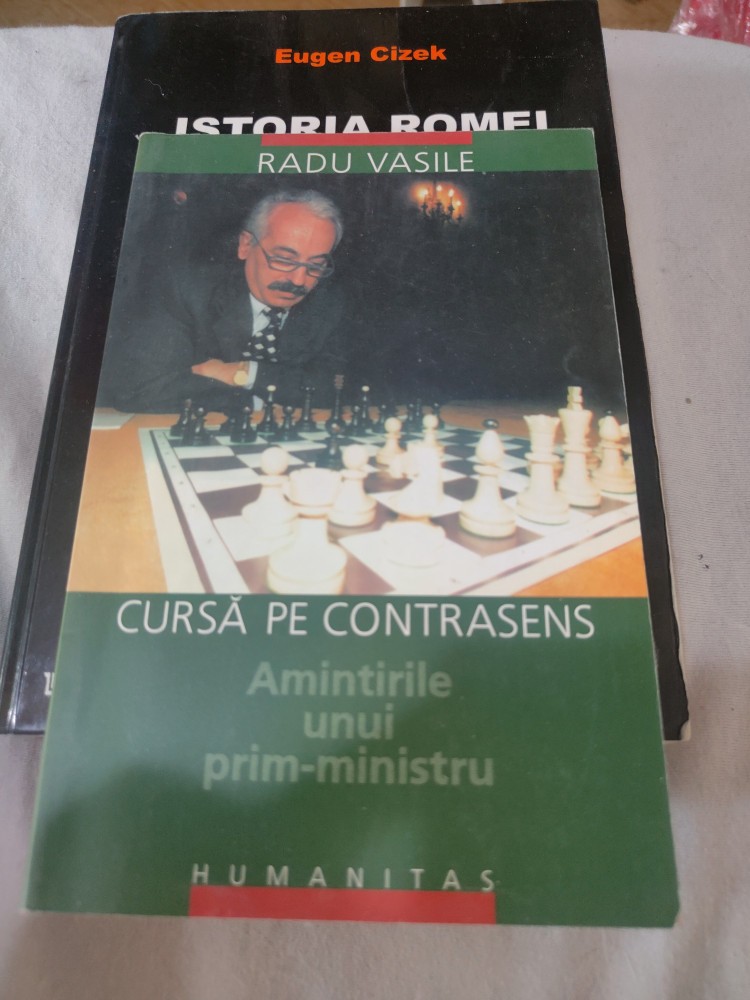 Eugen Cizek
ISTORIA ROMEI
RADU VASILE
CURSĂ PE CONTRASENS
Amintirile
unui
prim-ministru
HUMANITAS